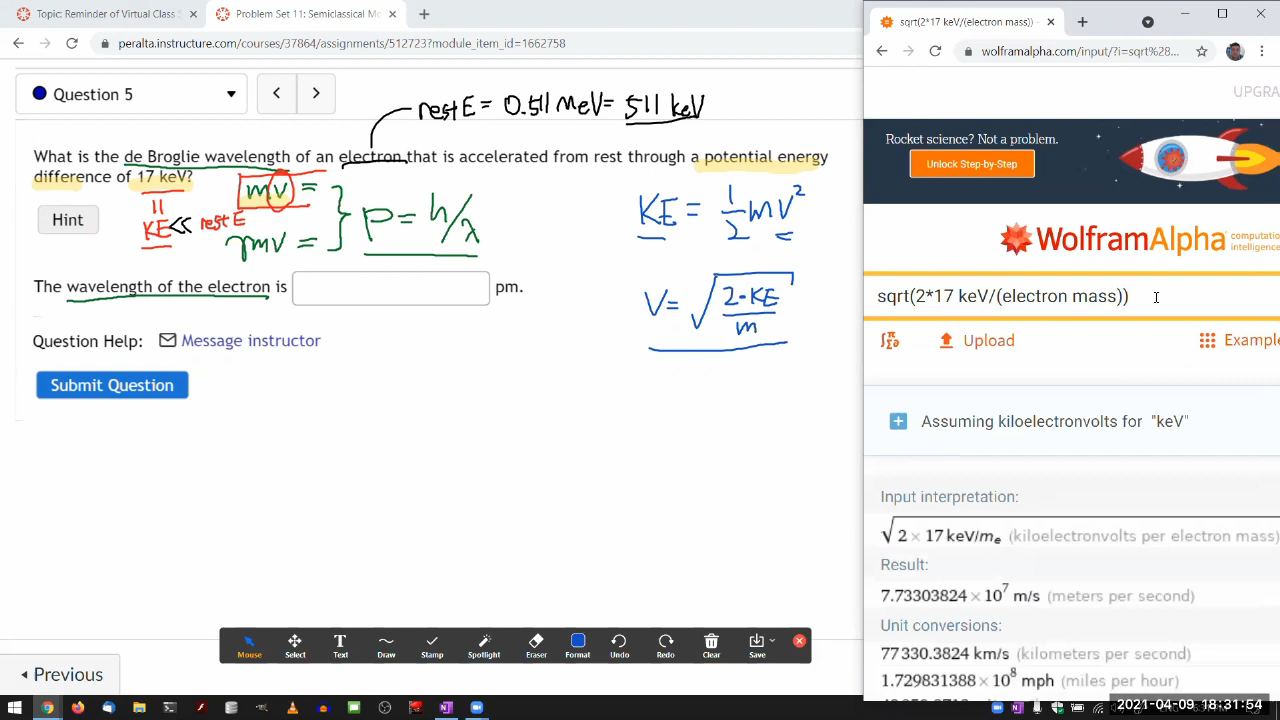 Topic: Reminder of Virtual Class
Problem Set 11: Semiclassical Mo
sqrt(2*17 keV/(electron mass)) -
peralta.instructure.com/courses/37864/assignments/512723?module_item_id=1662758
wolframalpha.com/input/?i=sqrt%28...
Question 5
UPGRA
rest E = 0.511 MeV = 511 keV
Rocket science? Not a problem.
Unlock Step-by-Step
What is the de Broglie wavelength of an electron that is accelerated from rest through a potential energy
difference of 17 keV?
Hint
KE << rest E
mv =
γmv =
P = h/λ
KE = 1/2 mv²
V = √(2·KE/m)
WolframAlpha computation intelligence
The wavelength of the electron is
pm.
sqrt(2*17 keV/(electron mass))
Question Help: Message instructor
Upload
Example
Submit Question
Assuming kiloelectronvolts for "keV"
Input interpretation:
√2 × 17 keV/mₑ (kiloelectronvolts per electron mass)
Result:
7.73303824 × 10⁷ m/s (meters per second)
Unit conversions:
77330.3824 km/s (kilometers per second)
1.729831388 × 10⁸ mph (miles per hour)
Mouse Select Text Draw Stamp Spotlight Eraser Format Undo Redo Clear Save
Previous
2021-04-09 18:31:54